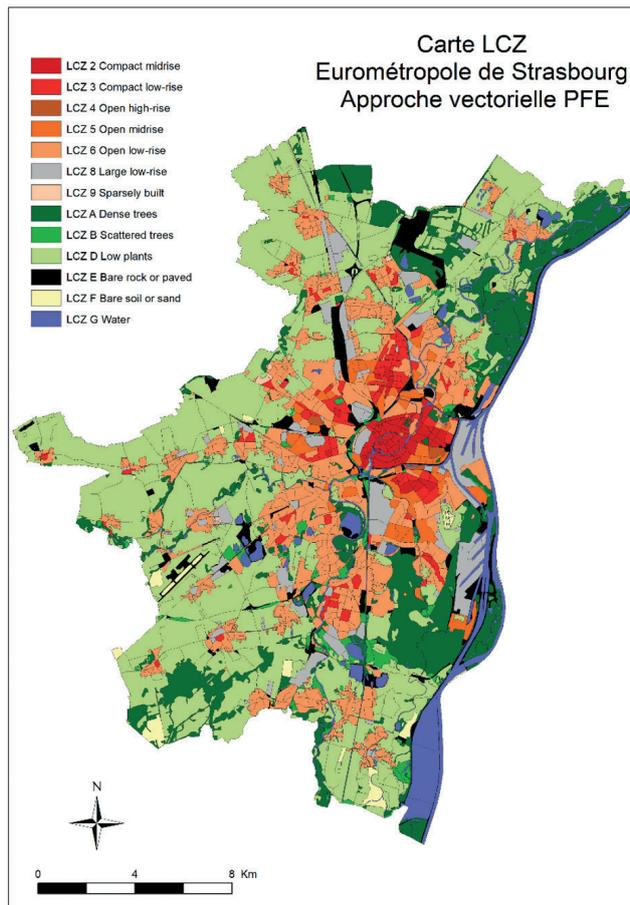 Carte LCZ
Eurométropole de Strasbourg
Approche vectorielle PFE
LCZ 2 Compact midrise
LCZ 3 Compact low-rise
LCZ 4 Open high-rise
LCZ 5 Open midrise
LCZ 6 Open low-rise
LCZ 8 Large low-rise
LCZ 9 Sparsely built
LCZ A Dense trees
LCZ B Scattered trees
LCZ D Low plants
LCZ E Bare rock or paved
LCZ F Bare soil or sand
LCZ G Water
N
0 4 8 Km